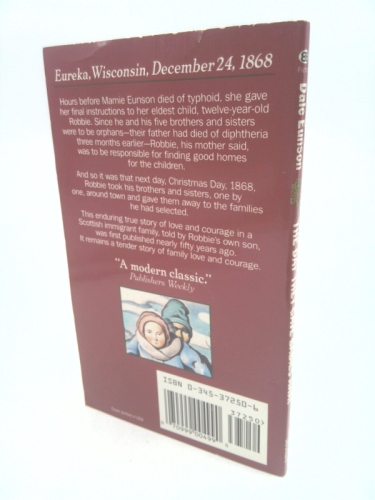 Eureka, Wisconsin, December 24, 1868
Hours before Mamie Eunson died of typhoid, she gave
her final instructions to her eldest child, twelve-year-old
Robbie. Since he and his five brothers and sisters
were to be orphans—their father had died of diphtheria
three months earlier—Robbie, his mother said,
was to be responsible for finding good homes
for the children.
And so it was that next day, Christmas Day, 1868,
Robbie took his brothers and sisters, one by
one, around town and gave them away to the families
he had selected.
This enduring true story of love and courage in a
Scottish immigrant family, told by Robbie's own son,
was first published nearly fifty years ago.
It remains a tender story of family love and courage.
"A modern classic."
Publishers Weekly
ISBN 0-345-37250-6
37250
Dale Eunson